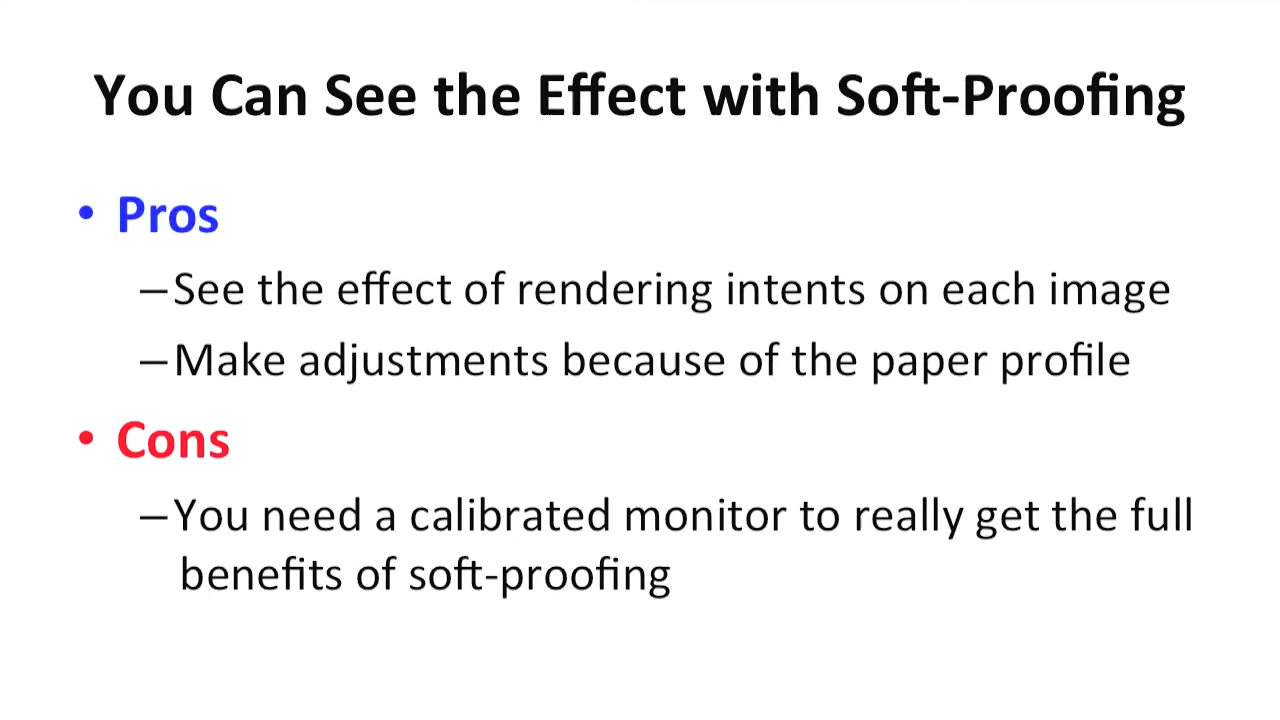 You Can See the Effect with Soft-Proofing
• Pros
–See the effect of rendering intents on each image
–Make adjustments because of the paper profile
• Cons
–You need a calibrated monitor to really get the full
benefits of soft-proofing